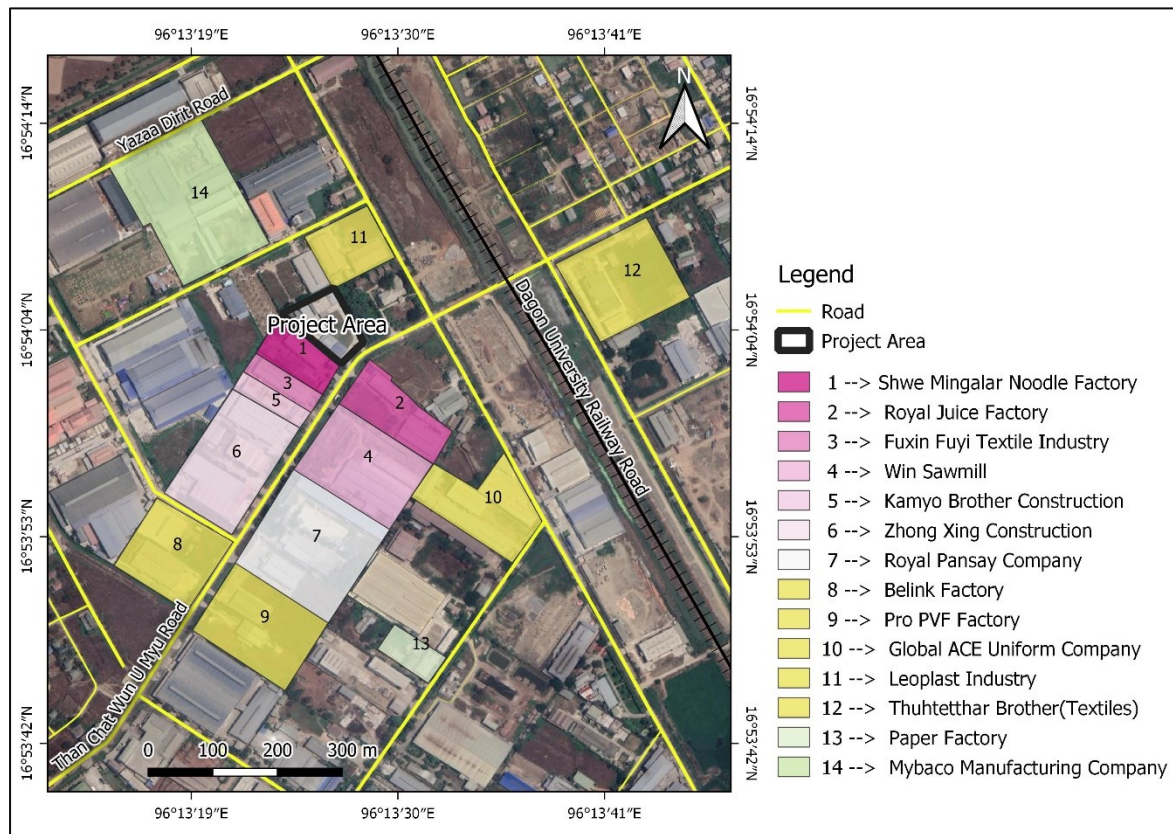 96°13′19″E 96°13′30″E 96°13′41″E
16°54′14″N
16°54′04″N
16°53′53″N
16°53′42″N
16°54′14″N
16°54′04″N
16°53′53″N
16°53′42″N
N
Yazaa Dirit Road
14
11
12
Project Area
1
3
5
2
6
4
10
7
8
9
13
Dagon University Railway Road
Than Chat Wun U Myu Road
0 100 200 300 m
96°13′19″E 96°13′30″E 96°13′41″E
Legend
Road
Project Area
1 --> Shwe Mingalar Noodle Factory
2 --> Royal Juice Factory
3 --> Fuxin Fuyi Textile Industry
4 --> Win Sawmill
5 --> Kamyo Brother Construction
6 --> Zhong Xing Construction
7 --> Royal Pansay Company
8 --> Belink Factory
9 --> Pro PVF Factory
10 --> Global ACE Uniform Company
11 --> Leoplast Industry
12 --> Thuhtetthar Brother(Textiles)
13 --> Paper Factory
14 --> Mybaco Manufacturing Company